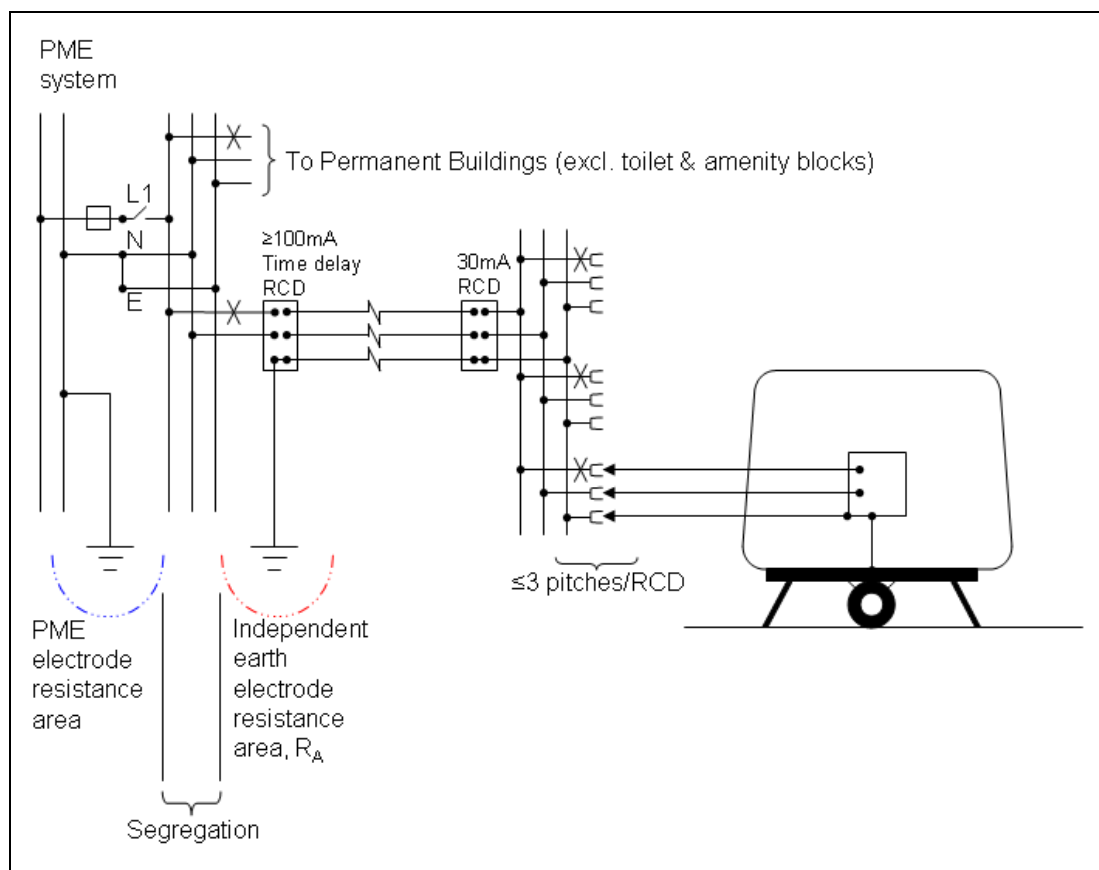 PME
system
To Permanent Buildings (excl. toilet & amenity blocks)
L1
N
E
≥100mA
Time delay
RCD
30mA
RCD
≤3 pitches/RCD
PME
electrode
resistance
area
Independent
earth
electrode
resistance
area, RA
Segregation